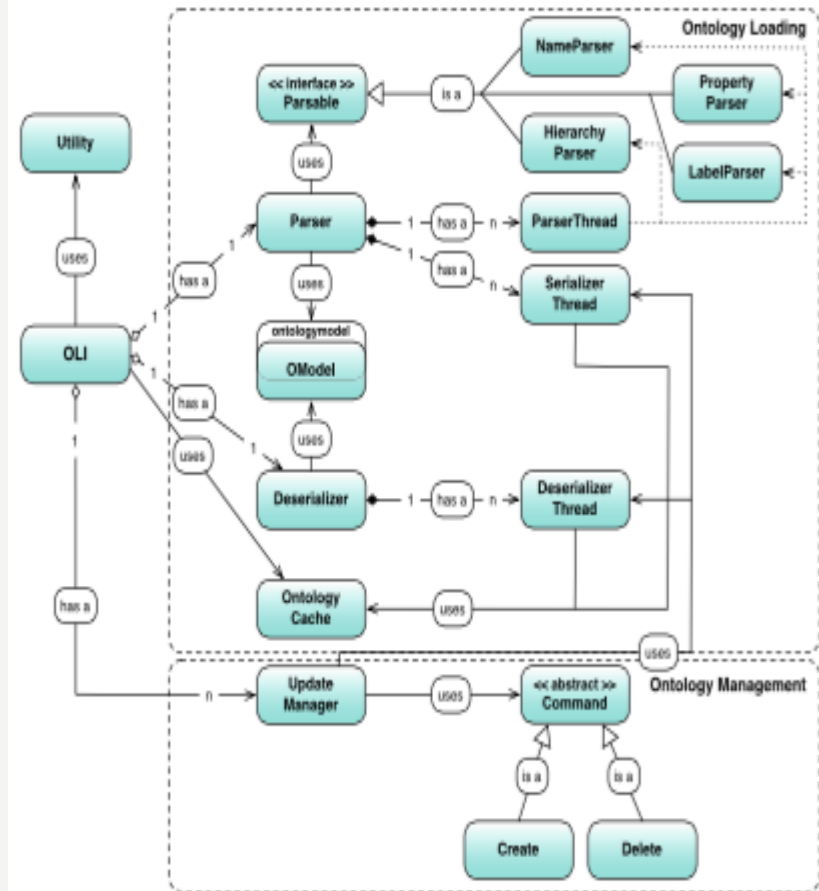 Ontology Loading
NameParser
<< interface >>
Parsable
is a
Property
Parser
Utility
Hierarchy
Parser
uses
LabelParser
Parser
1
has a
n
ParserThread
1
has a
n
uses
1
has a
1
uses
Serializer
Thread
ontologymodel
OModel
OLI
1
has a
1
uses
uses
1
Deserializer
1
has a
n
Deserializer
Thread
Ontology
Cache
uses
has a
uses
n
Update
Manager
uses
<< abstract >>
Command
Ontology Management
is a
is a
Create
Delete